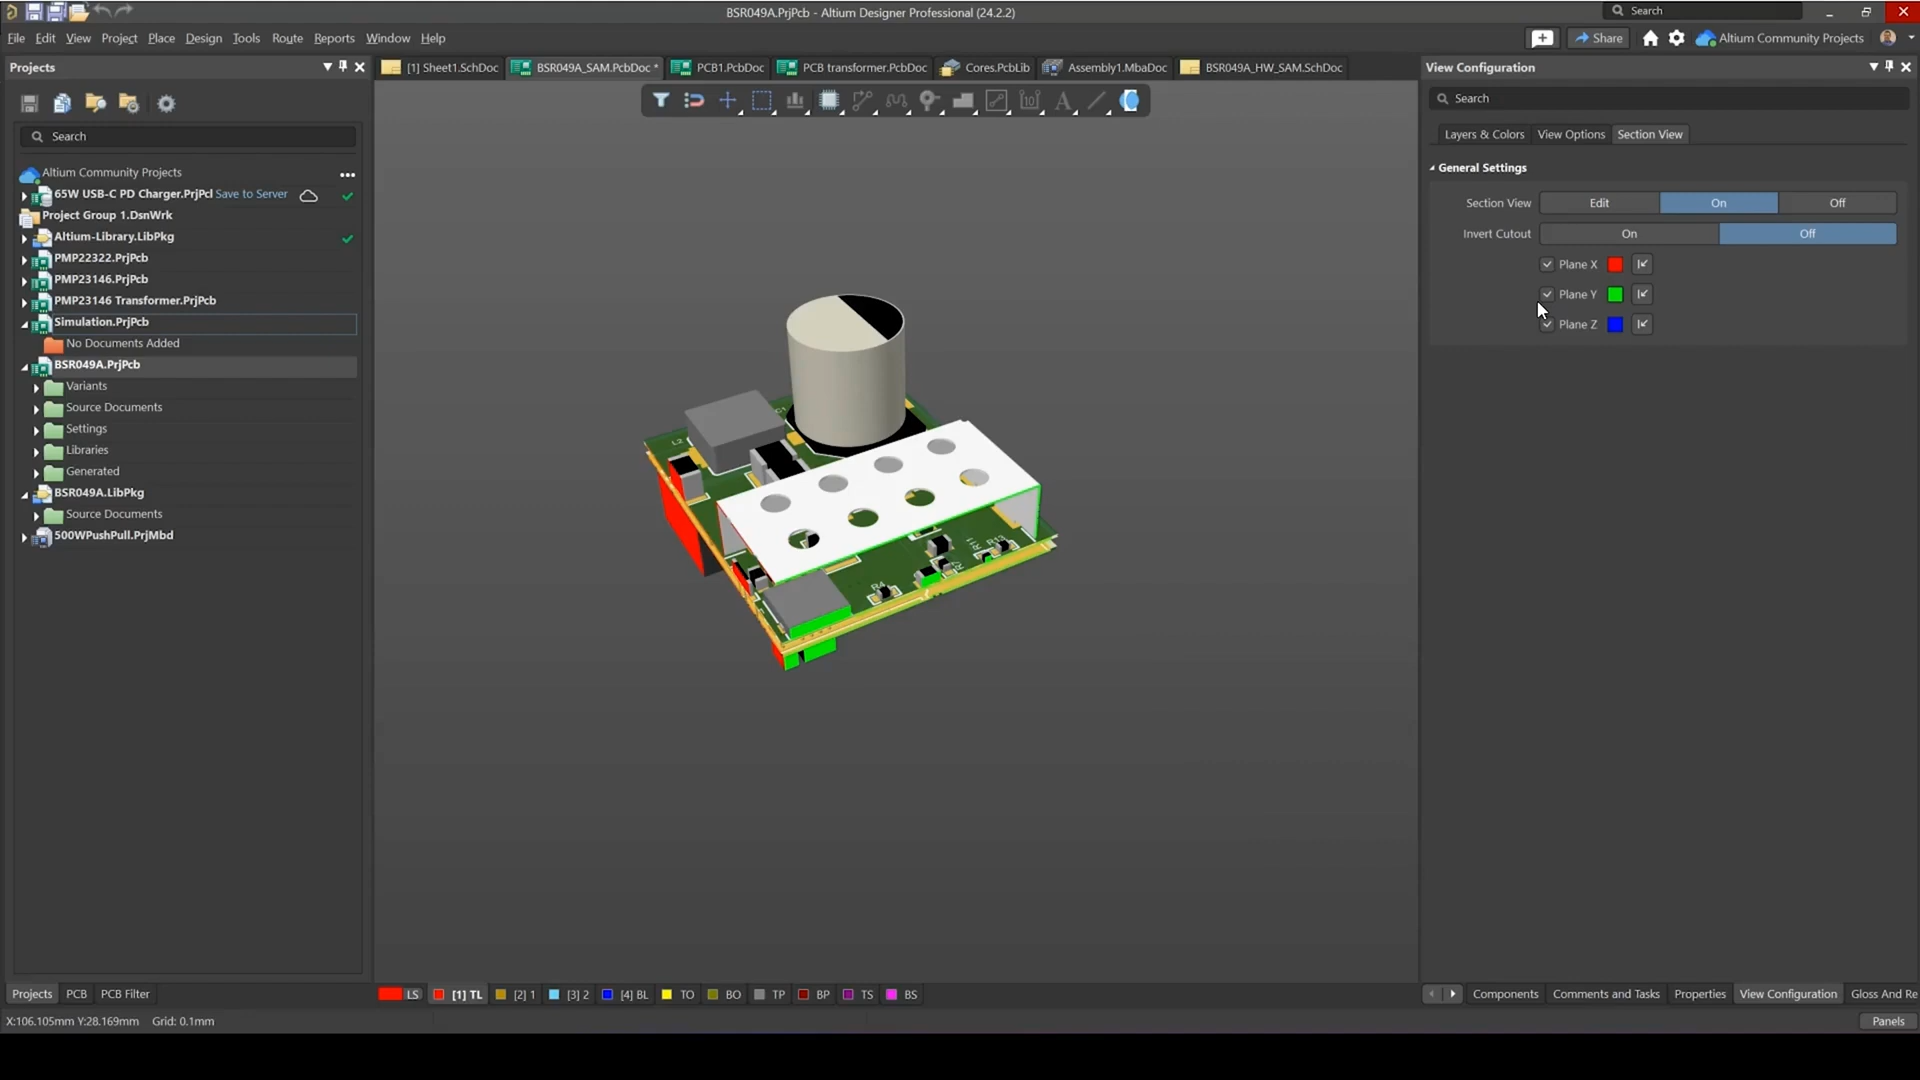 BSR049A.PrjPcb - Altium Designer Professional (24.2.2)
Search
File Edit View Project Place Design Tools Route Reports Window Help
Share
Altium Community Projects
Projects
[1] Sheet1.SchDoc
BSR049A_SAM.PcbDoc *
PCB1.PcbDoc
PCB transformer.PcbDoc
Cores.PcbLib
Assembly1.MbaDoc
BSR049A_HW_SAM.SchDoc
View Configuration
Search
Search
Layers & Colors View Options Section View
General Settings
Section View Edit On Off
Invert Cutout On Off
Plane X
Plane Y
Plane Z
Altium Community Projects
65W USB-C PD Charger.PrjPcl Save to Server
Project Group 1.DsnWrk
Altium-Library.LibPkg
PMP22322.PrjPcb
PMP23146.PrjPcb
PMP23146 Transformer.PrjPcb
Simulation.PrjPcb
No Documents Added
BSR049A.PrjPcb
Variants
Source Documents
Settings
Libraries
Generated
BSR049A.LibPkg
Source Documents
500WPushPull.PrjMbd
L2
R4
R11
R13
Projects PCB PCB Filter
LS [1] TL [2] 1 [3] 2 [4] BL TO BO TP BP TS BS
Components Comments and Tasks Properties View Configuration Gloss And Re
X:106.105mm Y:28.169mm Grid: 0.1mm
Panels